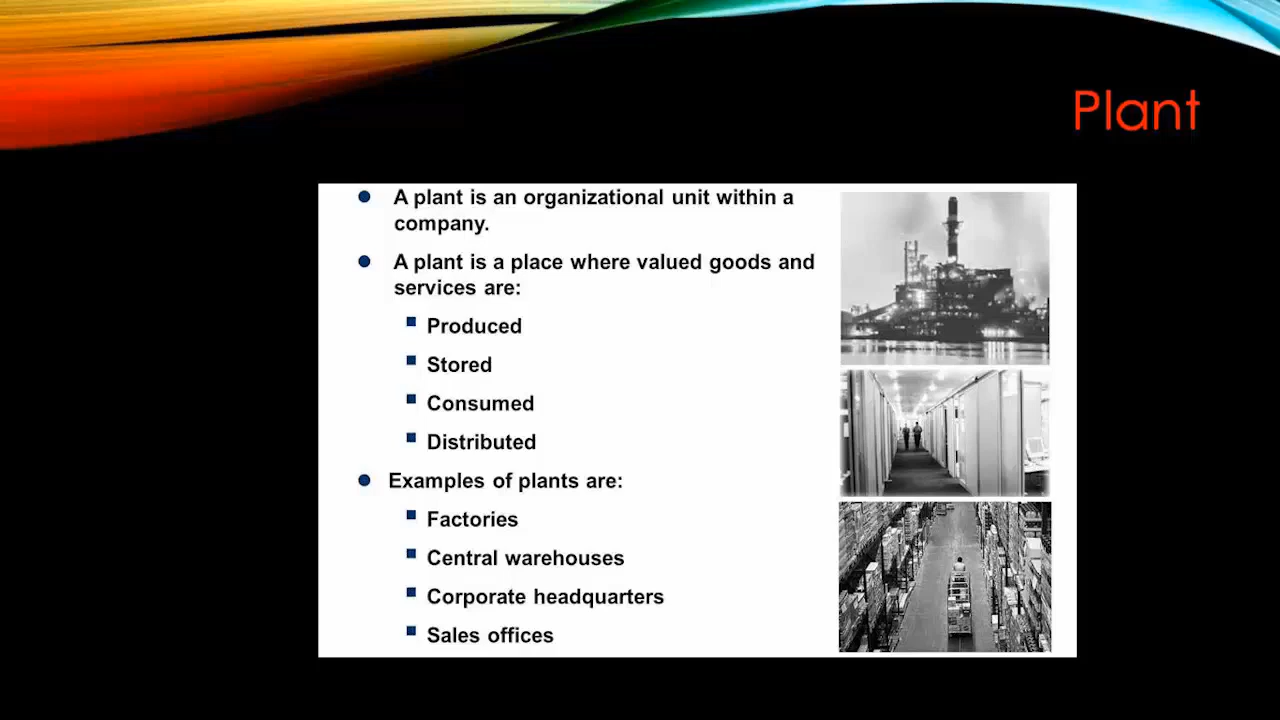 Plant
A plant is an organizational unit within a
company.
A plant is a place where valued goods and
services are:
Produced
Stored
Consumed
Distributed
Examples of plants are:
Factories
Central warehouses
Corporate headquarters
Sales offices